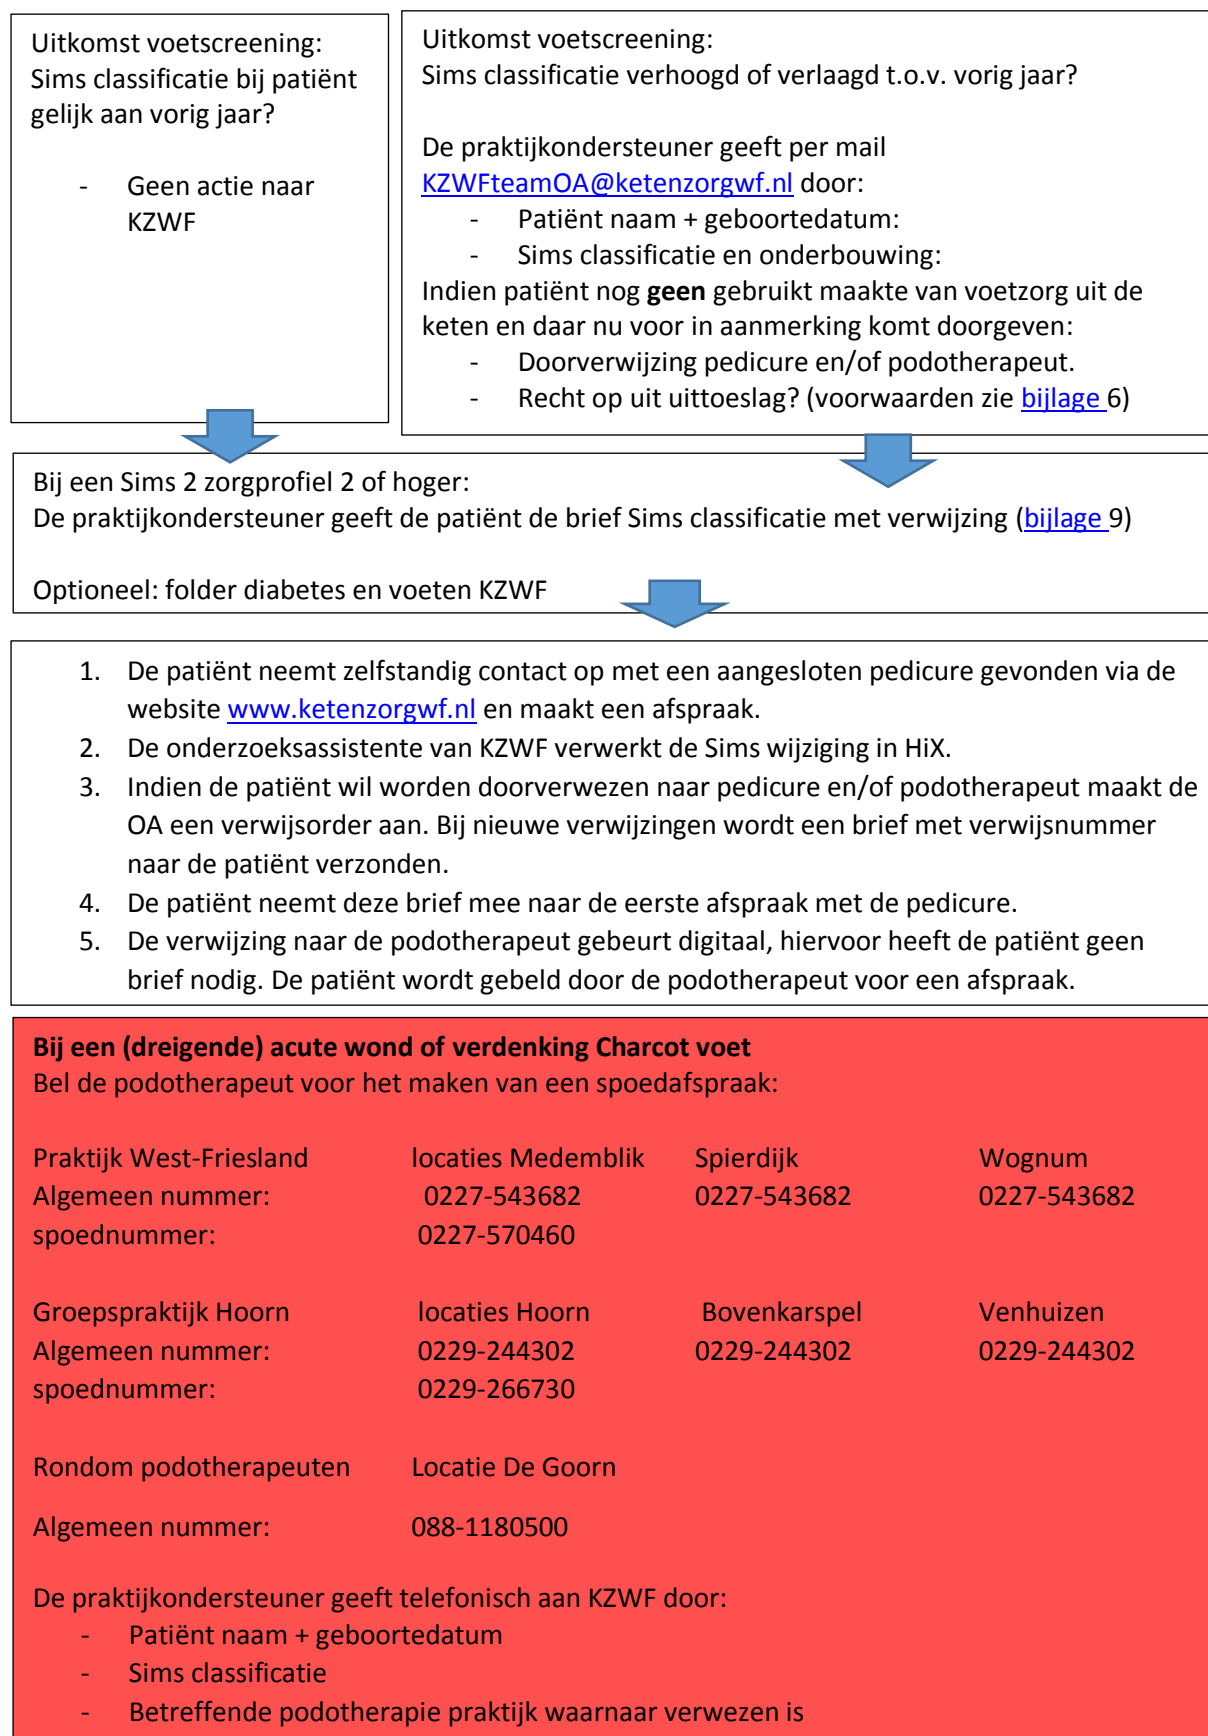 Uitkomst voetscreening:
Sims classificatie bij patiënt
gelijk aan vorig jaar?
- Geen actie naar
KZWF
Uitkomst voetscreening:
Sims classificatie verhoogd of verlaagd t.o.v. vorig jaar?
De praktijkondersteuner geeft per mail
KZWFteamOA@ketenzorgwf.nl door:
- Patiënt naam + geboortedatum:
- Sims classificatie en onderbouwing:
Indien patiënt nog geen gebruikt maakte van voetzorg uit de
keten en daar nu voor in aanmerking komt doorgeven:
- Doorverwijzing pedicure en/of podotherapeut.
- Recht op uit uittoeslag? (voorwaarden zie bijlage 6)
Bij een Sims 2 zorgprofiel 2 of hoger:
De praktijkondersteuner geeft de patiënt de brief Sims classificatie met verwijzing (bijlage 9)
Optioneel: folder diabetes en voeten KZWF
1. De patiënt neemt zelfstandig contact op met een aangesloten pedicure gevonden via de
website www.ketenzorgwf.nl en maakt een afspraak.
2. De onderzoeksassistente van KZWF verwerkt de Sims wijziging in HiX.
3. Indien de patiënt wil worden doorverwezen naar pedicure en/of podotherapeut maakt de
OA een verwijsorder aan. Bij nieuwe verwijzingen wordt een brief met verwijsnummer
naar de patiënt verzonden.
4. De patiënt neemt deze brief mee naar de eerste afspraak met de pedicure.
5. De verwijzing naar de podotherapeut gebeurt digitaal, hiervoor heeft de patiënt geen
brief nodig. De patiënt wordt gebeld door de podotherapeut voor een afspraak.
Bij een (dreigende) acute wond of verdenking Charcot voet
Bel de podotherapeut voor het maken van een spoedafspraak:
Praktijk West-Friesland locaties Medemblik Spierdijk Wognum
Algemeen nummer: 0227-543682 0227-543682 0227-543682
spoednummer: 0227-570460
Groepspraktijk Hoorn locaties Hoorn Bovenkarspel Venhuizen
Algemeen nummer: 0229-244302 0229-244302 0229-244302
spoednummer: 0229-266730
Rondom podotherapeuten Locatie De Goorn
Algemeen nummer: 088-1180500
De praktijkondersteuner geeft telefonisch aan KZWF door:
- Patiënt naam + geboortedatum
- Sims classificatie
- Betreffende podotherapie praktijk waarnaar verwezen is